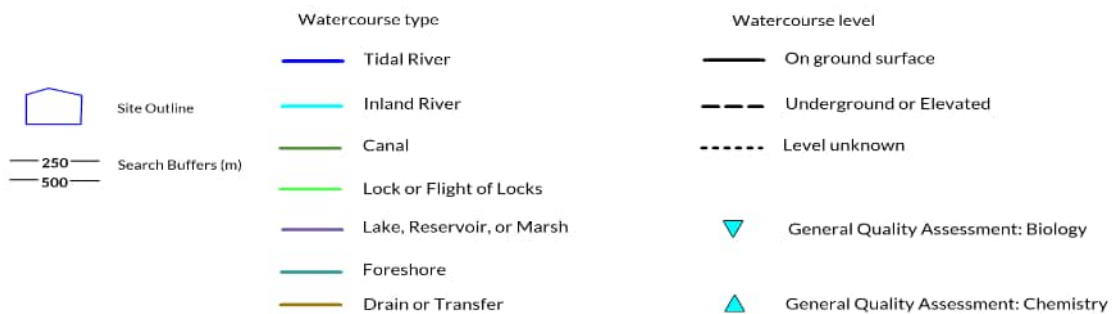 Watercourse type
Watercourse level
Tidal River
On ground surface
Site Outline
Inland River
Underground or Elevated
250
Search Buffers (m)
500
Canal
Level unknown
Lock or Flight of Locks
Lake, Reservoir, or Marsh
General Quality Assessment: Biology
Foreshore
Drain or Transfer
General Quality Assessment: Chemistry